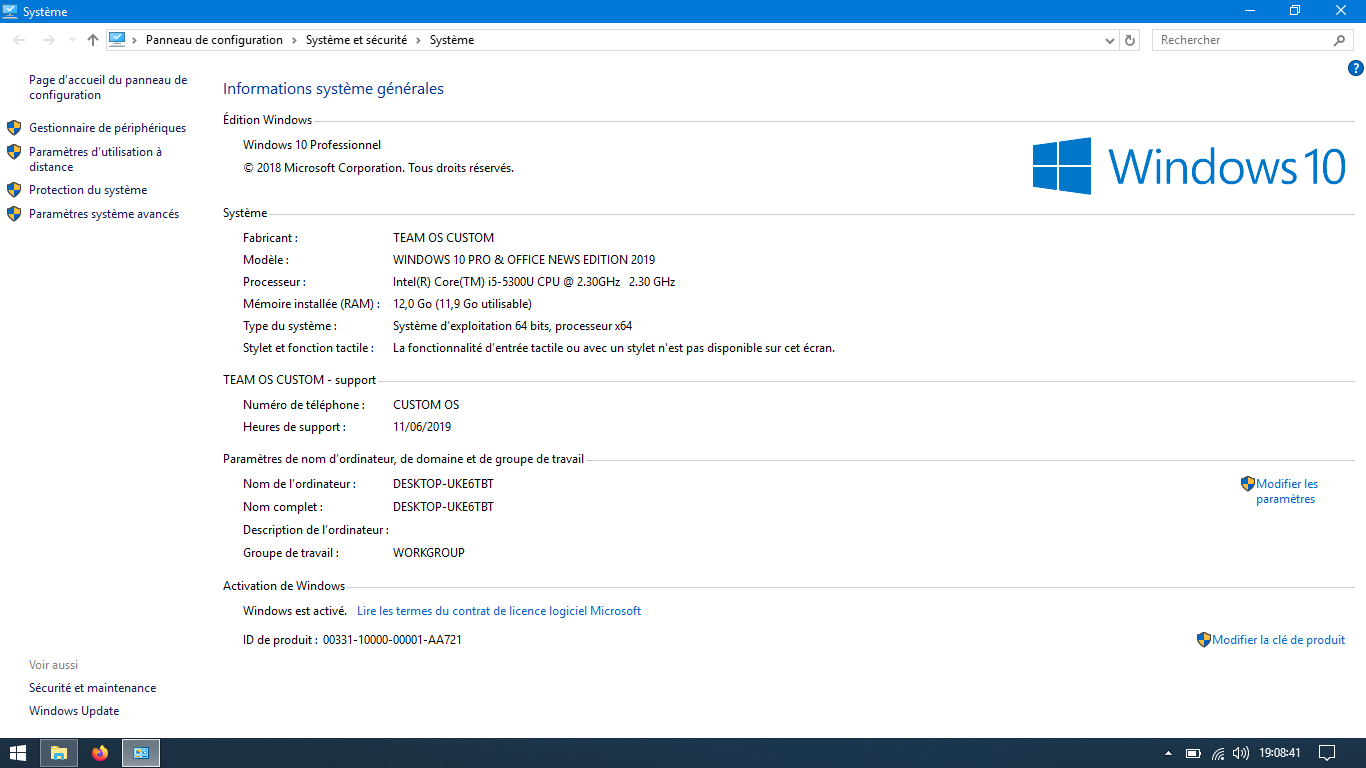 Système
Panneau de configuration > Système et sécurité > Système
Rechercher
Page d'accueil du panneau de
configuration
Gestionnaire de périphériques
Paramètres d'utilisation à
distance
Protection du système
Paramètres système avancés
Informations système générales
Édition Windows
Windows 10 Professionnel
© 2018 Microsoft Corporation. Tous droits réservés.
Windows 10
Système
Fabricant : TEAM OS CUSTOM
Modèle : WINDOWS 10 PRO & OFFICE NEWS EDITION 2019
Processeur : Intel(R) Core(TM) i5-5300U CPU @ 2.30GHz 2.30 GHz
Mémoire installée (RAM) : 12,0 Go (11,9 Go utilisable)
Type du système : Système d'exploitation 64 bits, processeur x64
Stylet et fonction tactile : La fonctionnalité d'entrée tactile ou avec un stylet n'est pas disponible sur cet écran.
TEAM OS CUSTOM - support
Numéro de téléphone : CUSTOM OS
Heures de support : 11/06/2019
Paramètres de nom d'ordinateur, de domaine et de groupe de travail
Nom de l'ordinateur : DESKTOP-UKE6TBT
Modifier les
paramètres
Nom complet : DESKTOP-UKE6TBT
Description de l'ordinateur :
Groupe de travail : WORKGROUP
Activation de Windows
Windows est activé. Lire les termes du contrat de licence logiciel Microsoft
ID de produit : 00331-10000-00001-AA721
Modifier la clé de produit
Voir aussi
Sécurité et maintenance
Windows Update
19:08:41